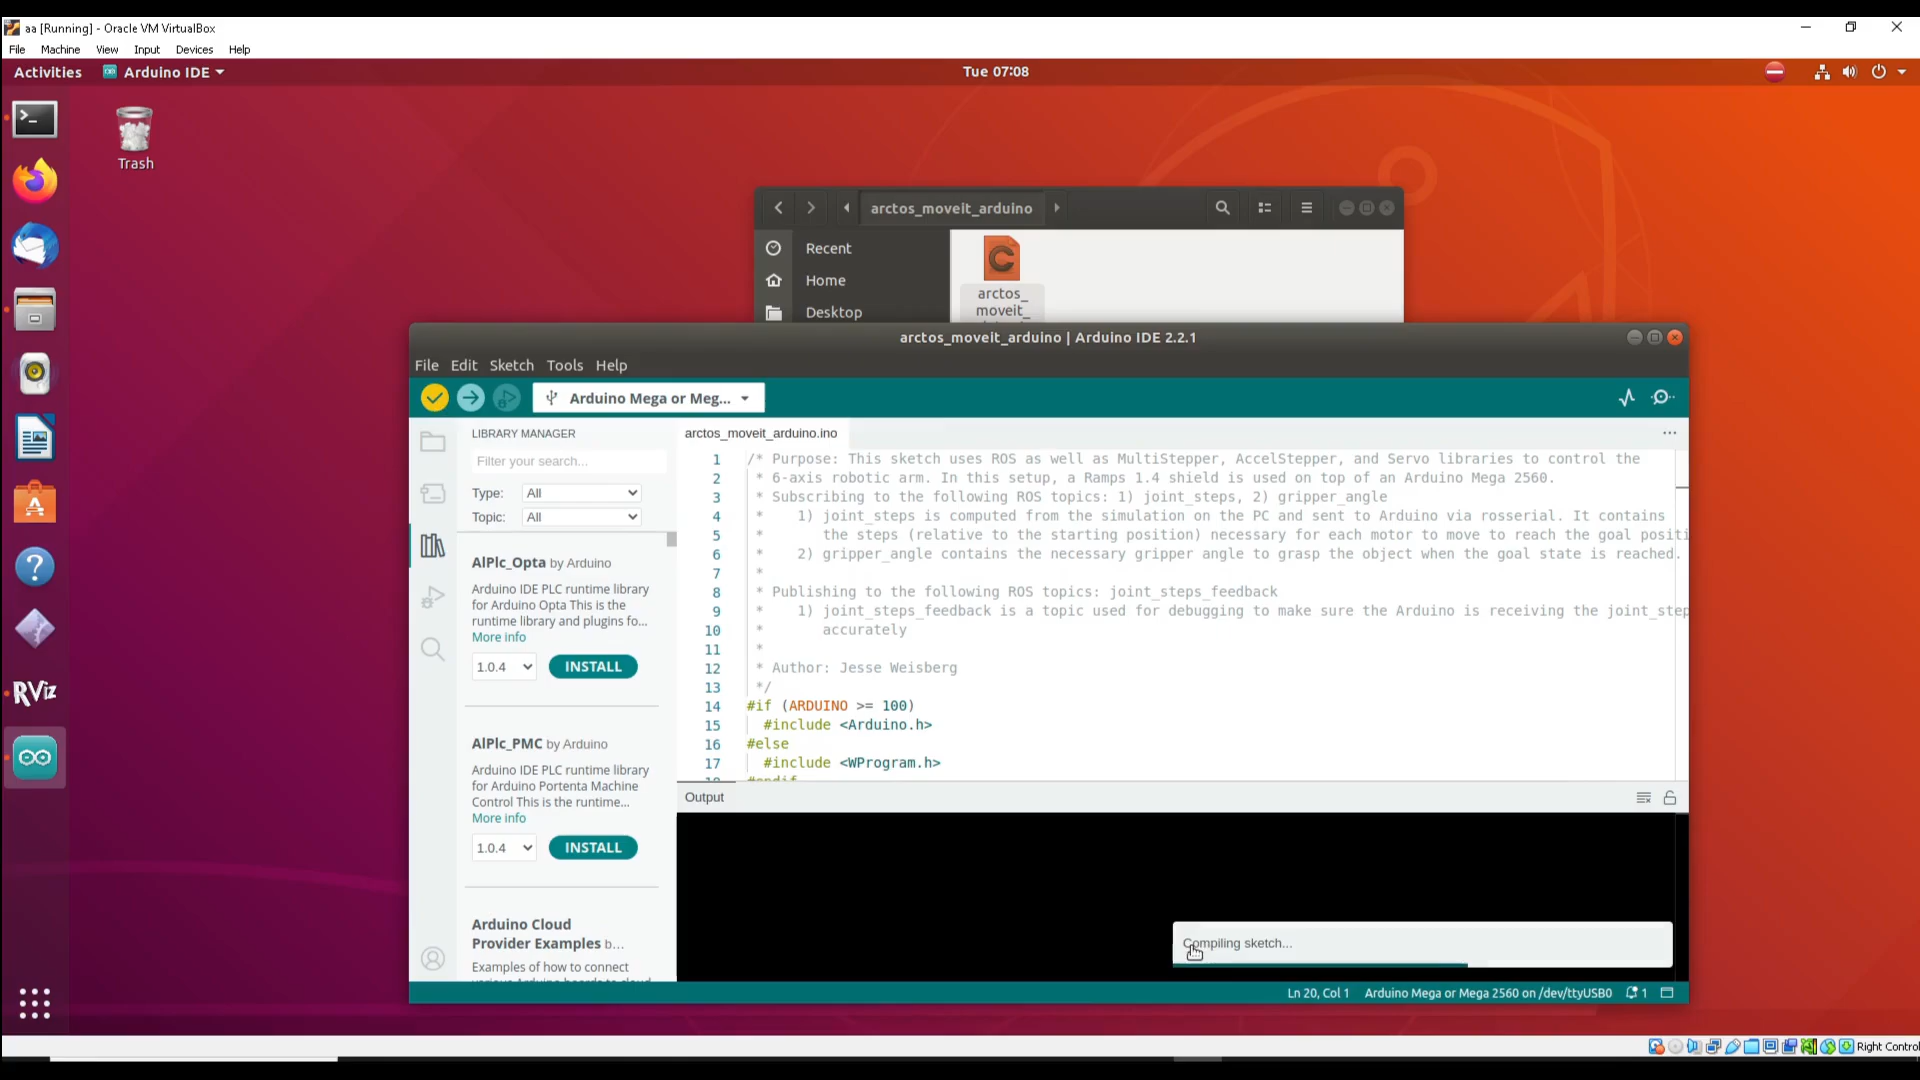 aa [Running] - Oracle VM VirtualBox
File Machine View Input Devices Help
Activities Arduino IDE Tue 07:08
Trash
arctos_moveit_arduino
Recent
Home
Desktop
arctos_
moveit_
arctos_moveit_arduino | Arduino IDE 2.2.1
File Edit Sketch Tools Help
Arduino Mega or Meg...
LIBRARY MANAGER
Filter your search...
Type: All
Topic: All
AlPlc_Opta by Arduino
Arduino IDE PLC runtime library
for Arduino Opta This is the
runtime library and plugins fo...
More info
1.0.4 INSTALL
AlPlc_PMC by Arduino
Arduino IDE PLC runtime library
for Arduino Portenta Machine
Control This is the runtime...
More info
1.0.4 INSTALL
Arduino Cloud
Provider Examples b...
Examples of how to connect
arctos_moveit_arduino.ino
1 /* Purpose: This sketch uses ROS as well as MultiStepper, AccelStepper, and Servo libraries to control the
2 * 6-axis robotic arm. In this setup, a Ramps 1.4 shield is used on top of an Arduino Mega 2560.
3 * Subscribing to the following ROS topics: 1) joint_steps, 2) gripper_angle
4 * 1) joint_steps is computed from the simulation on the PC and sent to Arduino via rosserial. It contains
5 * the steps (relative to the starting position) necessary for each motor to move to reach the goal positi
6 * 2) gripper_angle contains the necessary gripper angle to grasp the object when the goal state is reached.
7 *
8 * Publishing to the following ROS topics: joint_steps_feedback
9 * 1) joint_steps_feedback is a topic used for debugging to make sure the Arduino is receiving the joint_step
10 * accurately
11 *
12 * Author: Jesse Weisberg
13 */
14 #if (ARDUINO >= 100)
15 #include <Arduino.h>
16 #else
17 #include <WProgram.h>
18 #endif
Output
Compiling sketch...
Ln 20, Col 1 Arduino Mega or Mega 2560 on /dev/ttyUSB0 1
RViz
Right Control